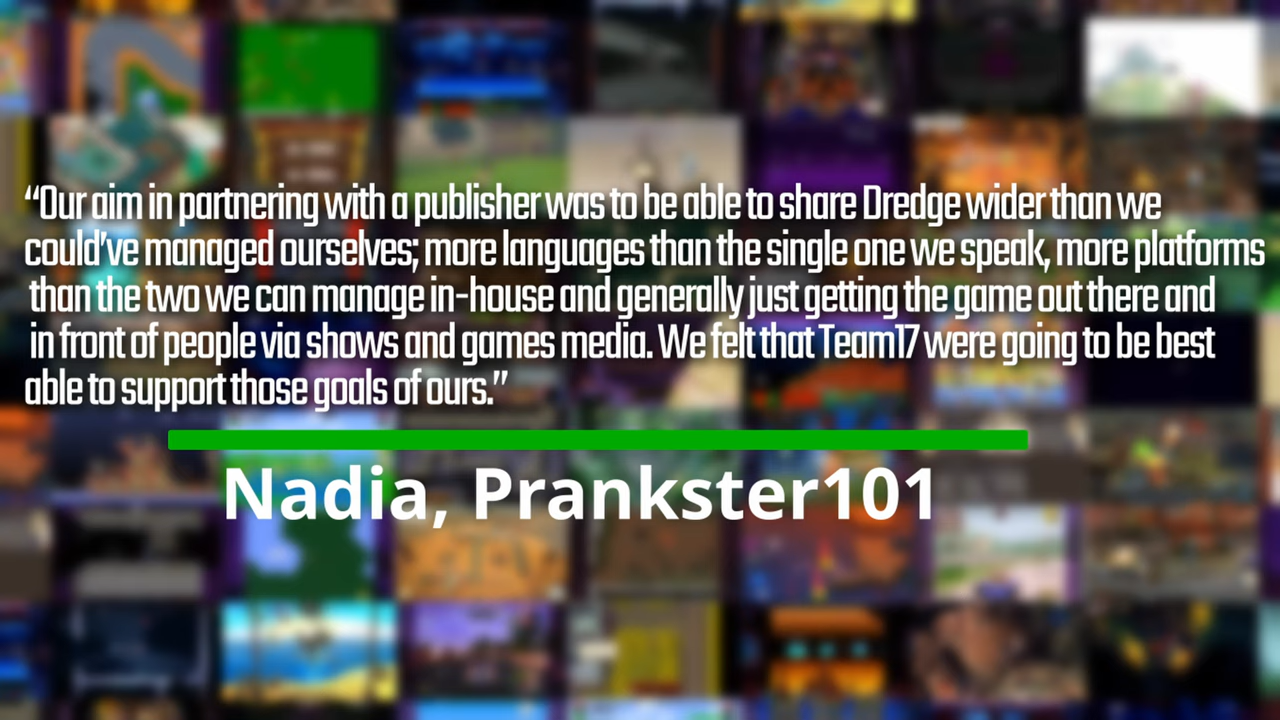 “Our aim in partnering with a publisher was to be able to share Dredge wider than we
could’ve managed ourselves; more languages than the single one we speak, more platforms
than the two we can manage in-house and generally just getting the game out there and
in front of people via shows and games media. We felt that Team17 were going to be best
able to support those goals of ours.”
Nadia, Prankster101